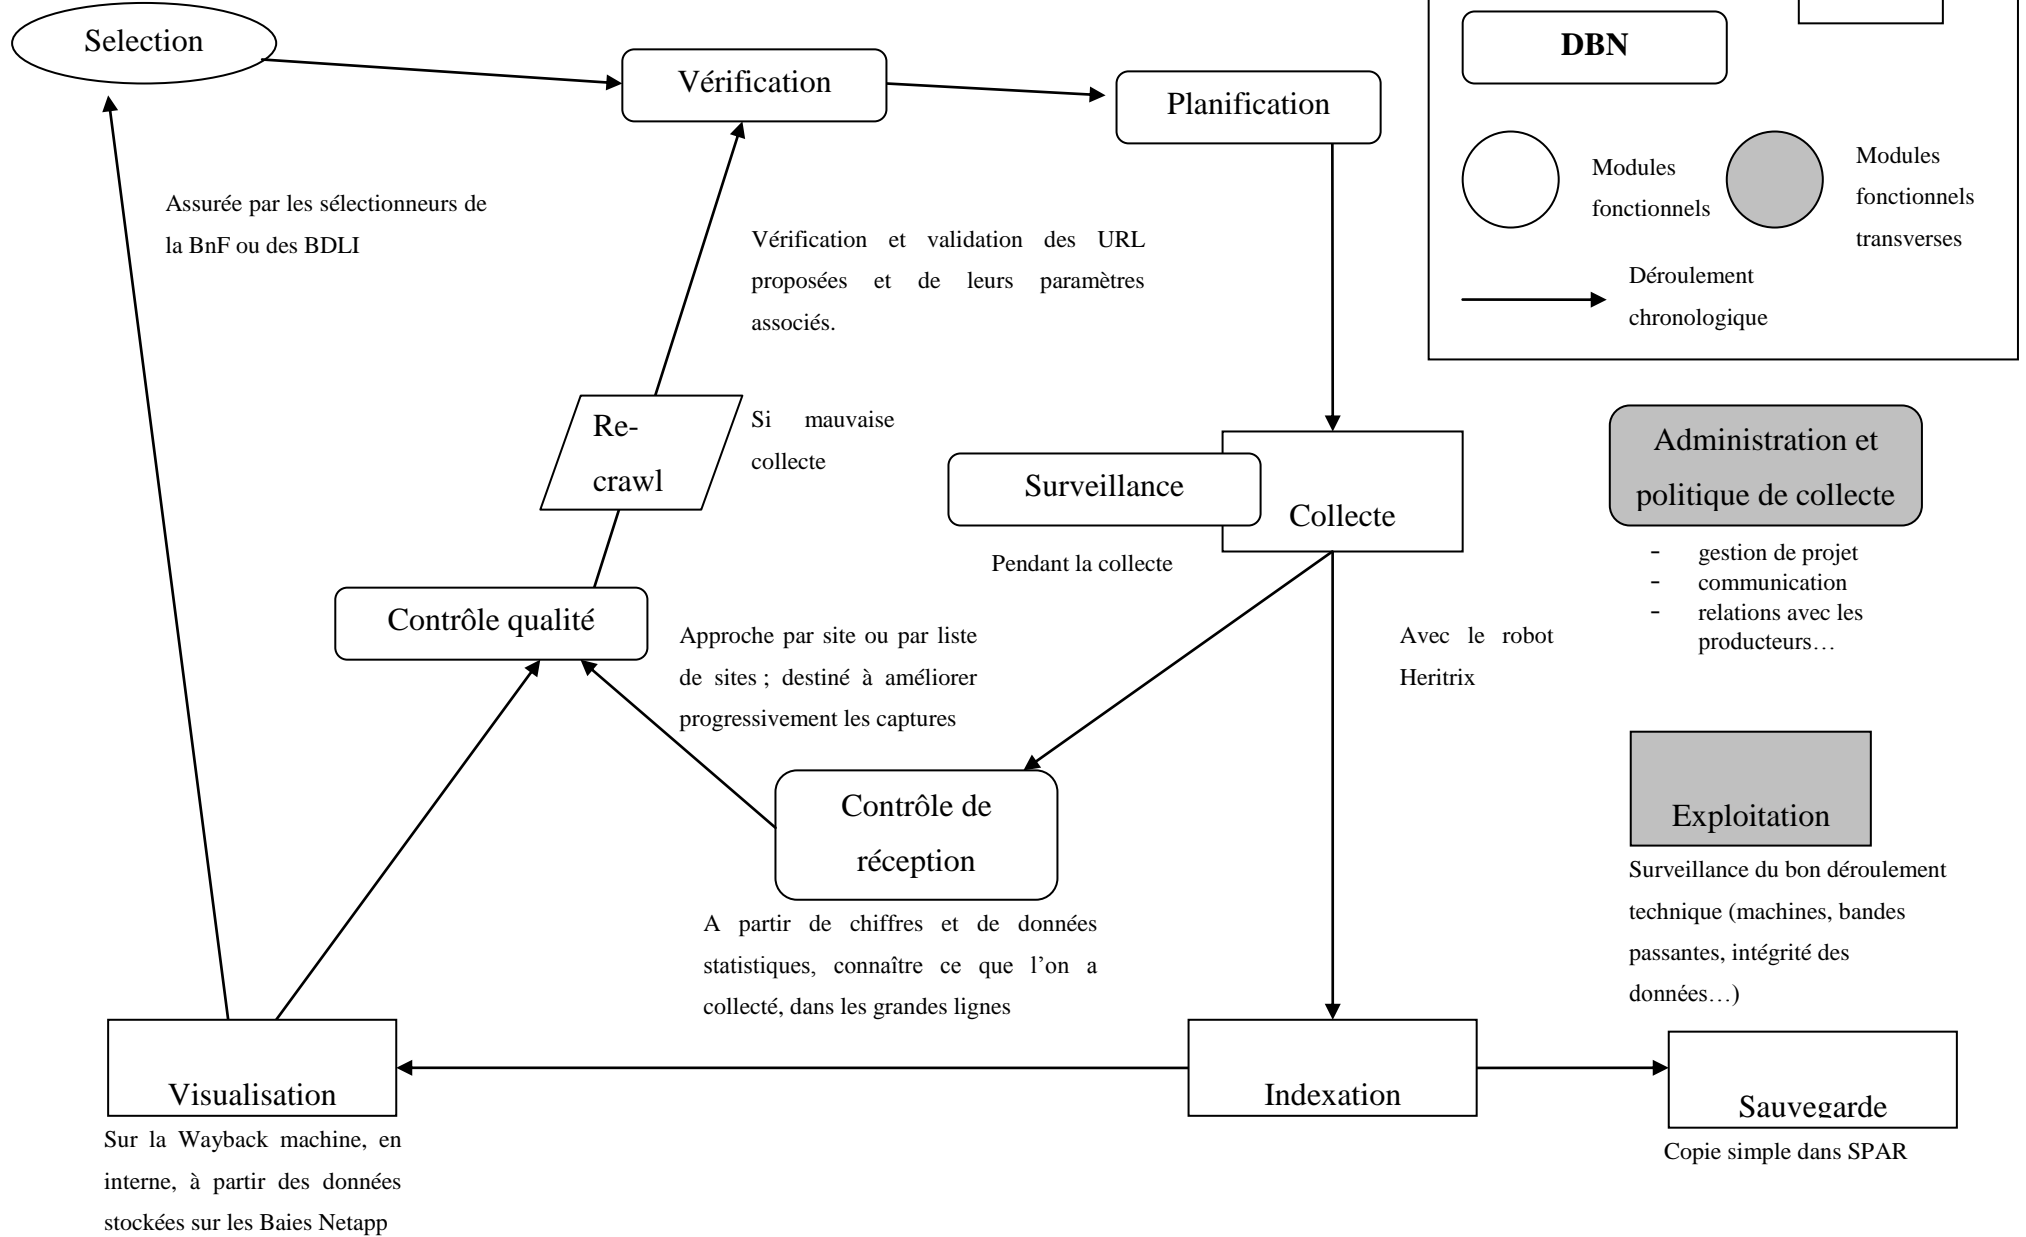 Selection
Vérification
Planification
DBN
Modules
fonctionnels
Modules
fonctionnels
transverses
Déroulement
chronologique
Assurée par les sélectionneurs de
la BnF ou des BDLI
Vérification et validation des URL
proposées et de leurs paramètres
associés.
Re-
crawl
Si mauvaise
collecte
Surveillance
Collecte
Pendant la collecte
Administration et
politique de collecte
- gestion de projet
- communication
- relations avec les
producteurs…
Contrôle qualité
Approche par site ou par liste
de sites ; destiné à améliorer
progressivement les captures
Avec le robot
Heritrix
Contrôle de
réception
A partir de chiffres et de données
statistiques, connaître ce que l’on a
collecté, dans les grandes lignes
Exploitation
Surveillance du bon déroulement
technique (machines, bandes
passantes, intégrité des
données…)
Visualisation
Sur la Wayback machine, en
interne, à partir des données
stockées sur les Baies Netapp
Indexation
Sauvegarde
Copie simple dans SPAR